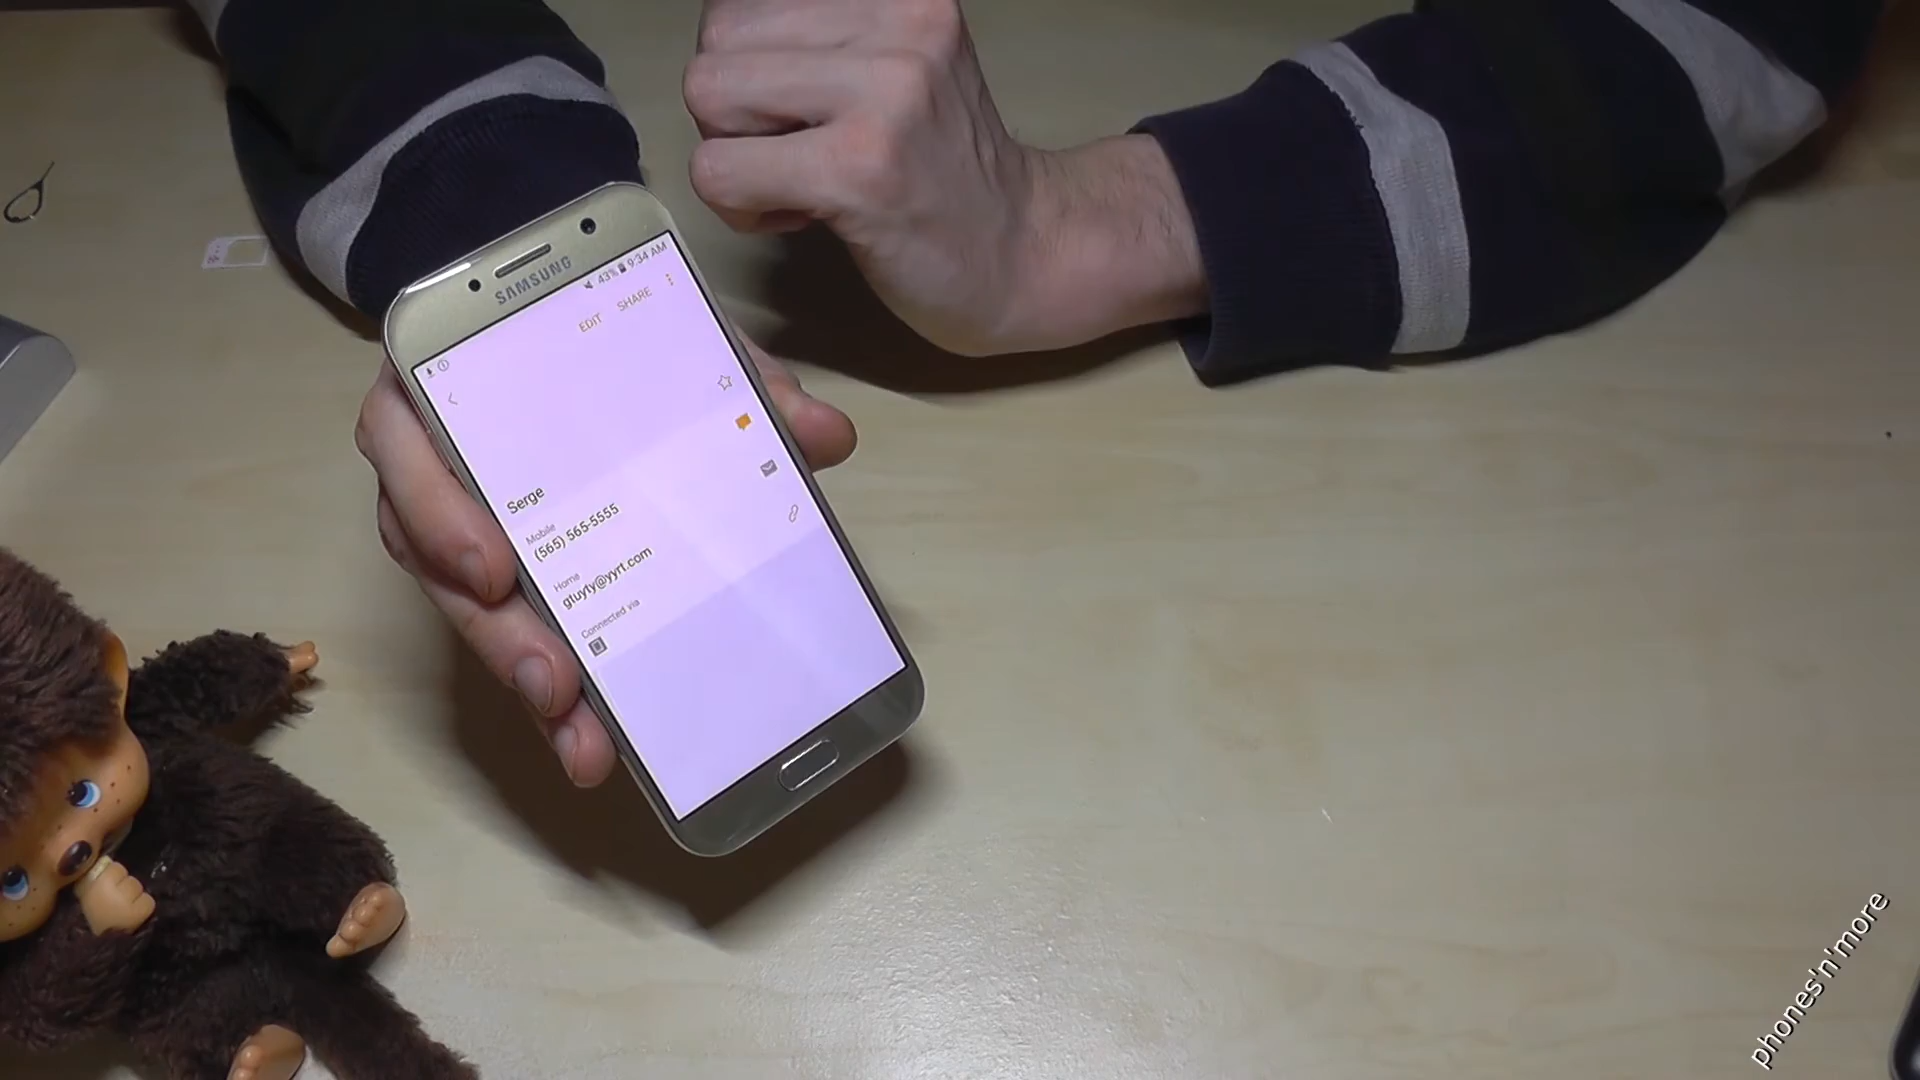 SAMSUNG
43% 9:34 AM
EDIT SHARE
Serge
Mobile
(565) 565-5555
Home
gtuyty@yyrt.com
Connected via
phones'n'more